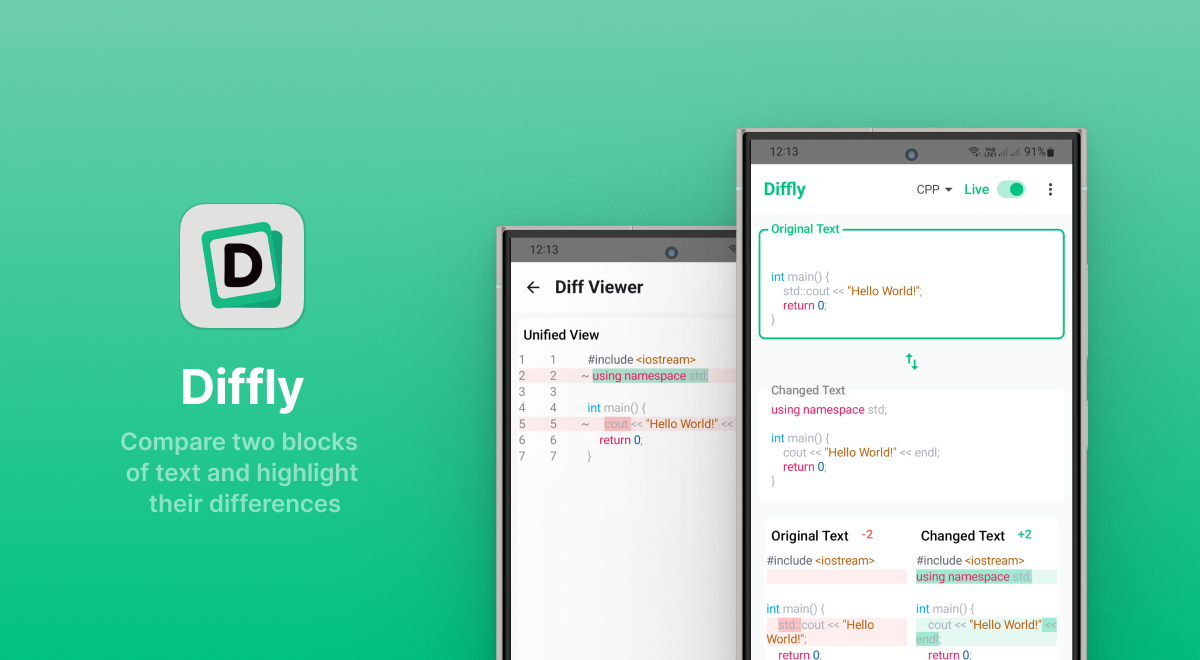 D
Diffly
Compare two blocks
of text and highlight
their differences
12:13
Diff Viewer
Unified View
1 1 #include <iostream>
2 2 ~ using namespace std;
3 3
4 4 int main() {
5 5 ~ cout << "Hello World!" <<
6 6 return 0;
7 7 }
12:13 Vo) LTE1 91%
Diffly CPP Live
Original Text
int main() {
std::cout << "Hello World!";
return 0;
}
Changed Text
using namespace std;
int main() {
cout << "Hello World!" << endl;
return 0;
}
Original Text -2
#include <iostream>
int main() {
std::cout << "Hello
World!";
return 0;
Changed Text +2
#include <iostream>
using namespace std;
int main() {
cout << "Hello World!" <<
endl;
return 0;